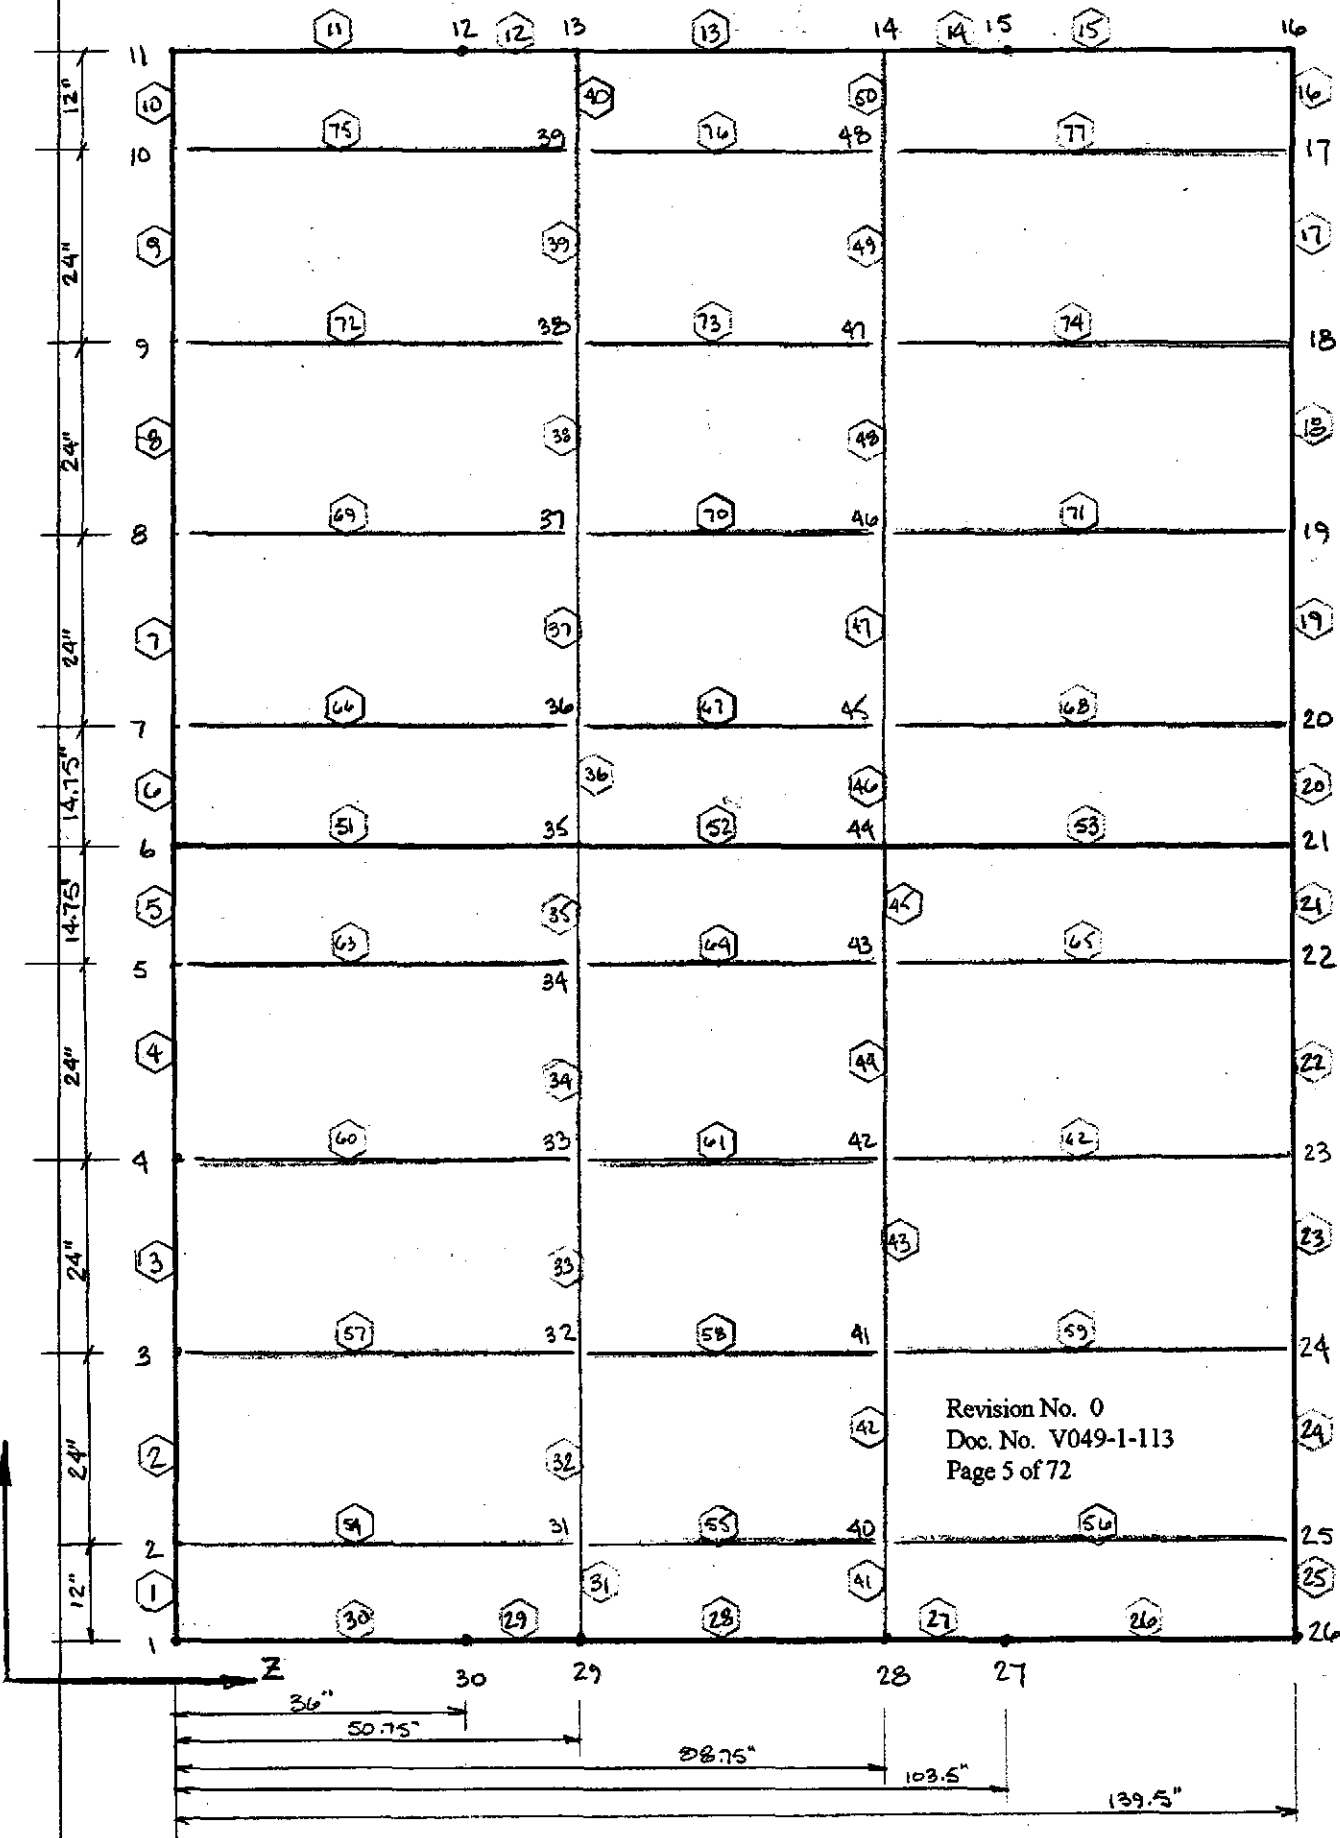 11 12 12 13 13 14 14 15 15 16
11
12" 10 40 50 16
75 39 76 48 77
10 17
24" 9 39 49 17
72 38 73 47 74
9 18
24" 8 38 48 18
69 37 70 46 71
8 19
24" 7 37 47 19
66 36 67 45 68
7 20
14.75" 6 36 46 20
51 35 52 44 53
6 21
14.75" 5 35 45 21
63 64 43 65
5 34 22
24" 4 34 44 22
60 33 61 42 62
4 23
24" 3 33 43 23
57 32 58 41 59
3 24
Revision No. 0
Doc. No. V049-1-113
Page 5 of 72
24" 2 32 42 24
54 31 55 40 56
2 25
12" 1 31 41 25
30 29 28 27 26
1 26
Z 30 29 28 27
36"
50.75"
88.75"
103.5"
139.5"